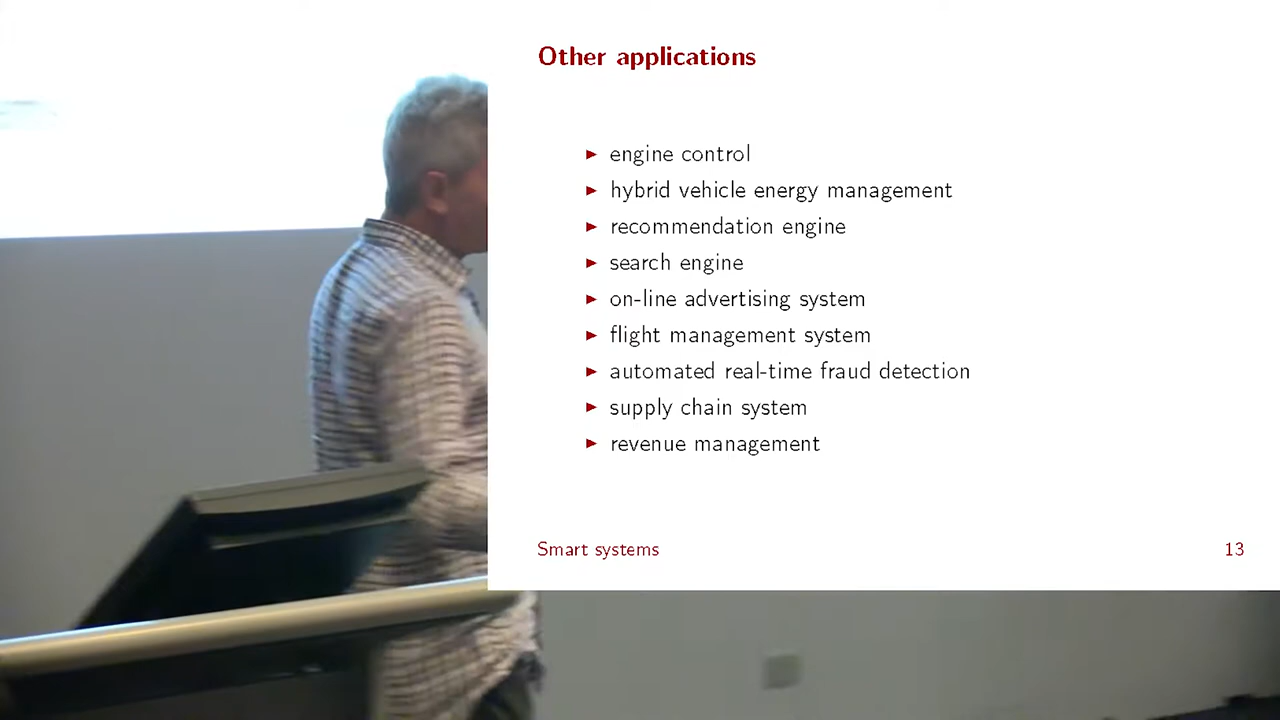 Other applications
► engine control
► hybrid vehicle energy management
► recommendation engine
► search engine
► on-line advertising system
► flight management system
► automated real-time fraud detection
► supply chain system
► revenue management
Smart systems 13